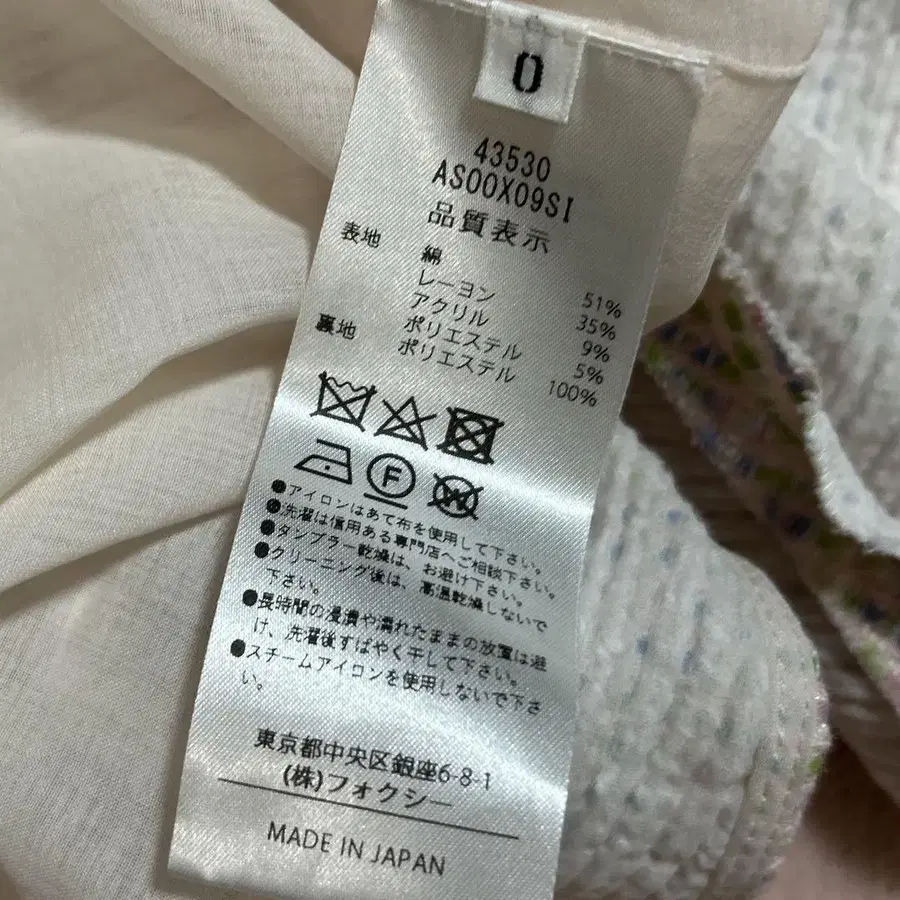 0
43530
AS00X09SI
品質表示
表地 綿 51%
レーヨン 35%
アクリル 9%
ポリエステル 5%
裏地 ポリエステル 100%
F
W
●アイロンはあて布を使用して下さい。
●洗濯は信用ある専門店へご相談下さい。
●タンブラー乾燥は、お避け下さい。
●クリーニング後は、高温乾燥しないで
下さい。
●長時間の浸漬や濡れたままの放置は避
け、洗濯後すばやく干して下さい。
●スチームアイロンを使用しないで下さ
い。
東京都中央区銀座6-8-1
(株)フォクシー
MADE IN JAPAN